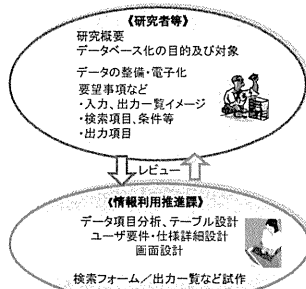 《研究者等》
研究概要
データベース化の目的及び対象
データの整備・電子化
要望事項など
・入力、出力一覧イメージ
・検索項目、条件等
・出力項目
レビュー
《情報利用推進課》
データ項目分析、テーブル設計
ユーザ要件・仕様詳細設計
画面設計
検索フォーム／出力一覧など試作